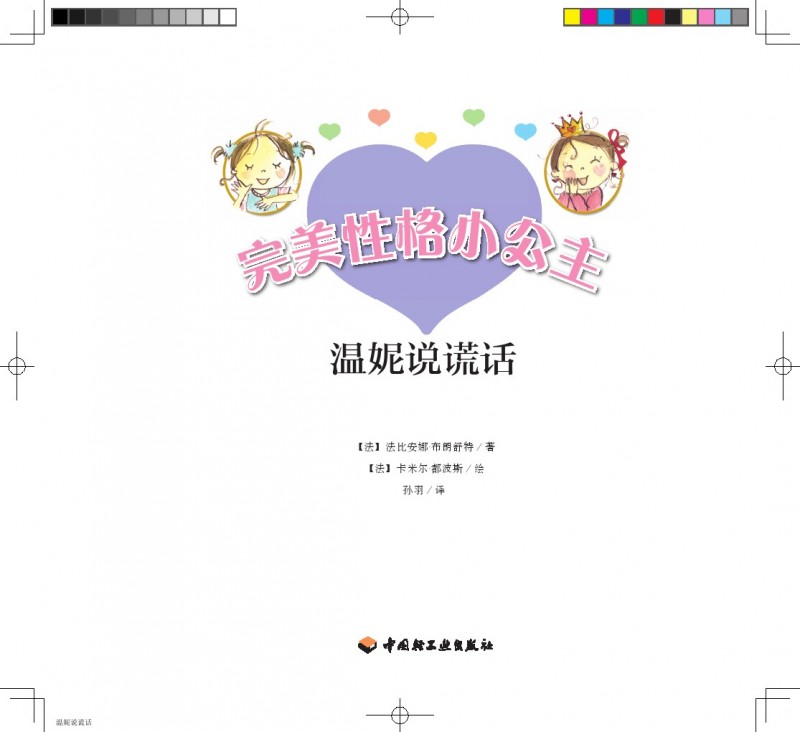 完美性格小公主
温妮说谎话
【法】法比安娜·布朗舒特／著
【法】卡米尔·都波斯／绘
孙羽／译
中国轻工业出版社
温妮说谎话